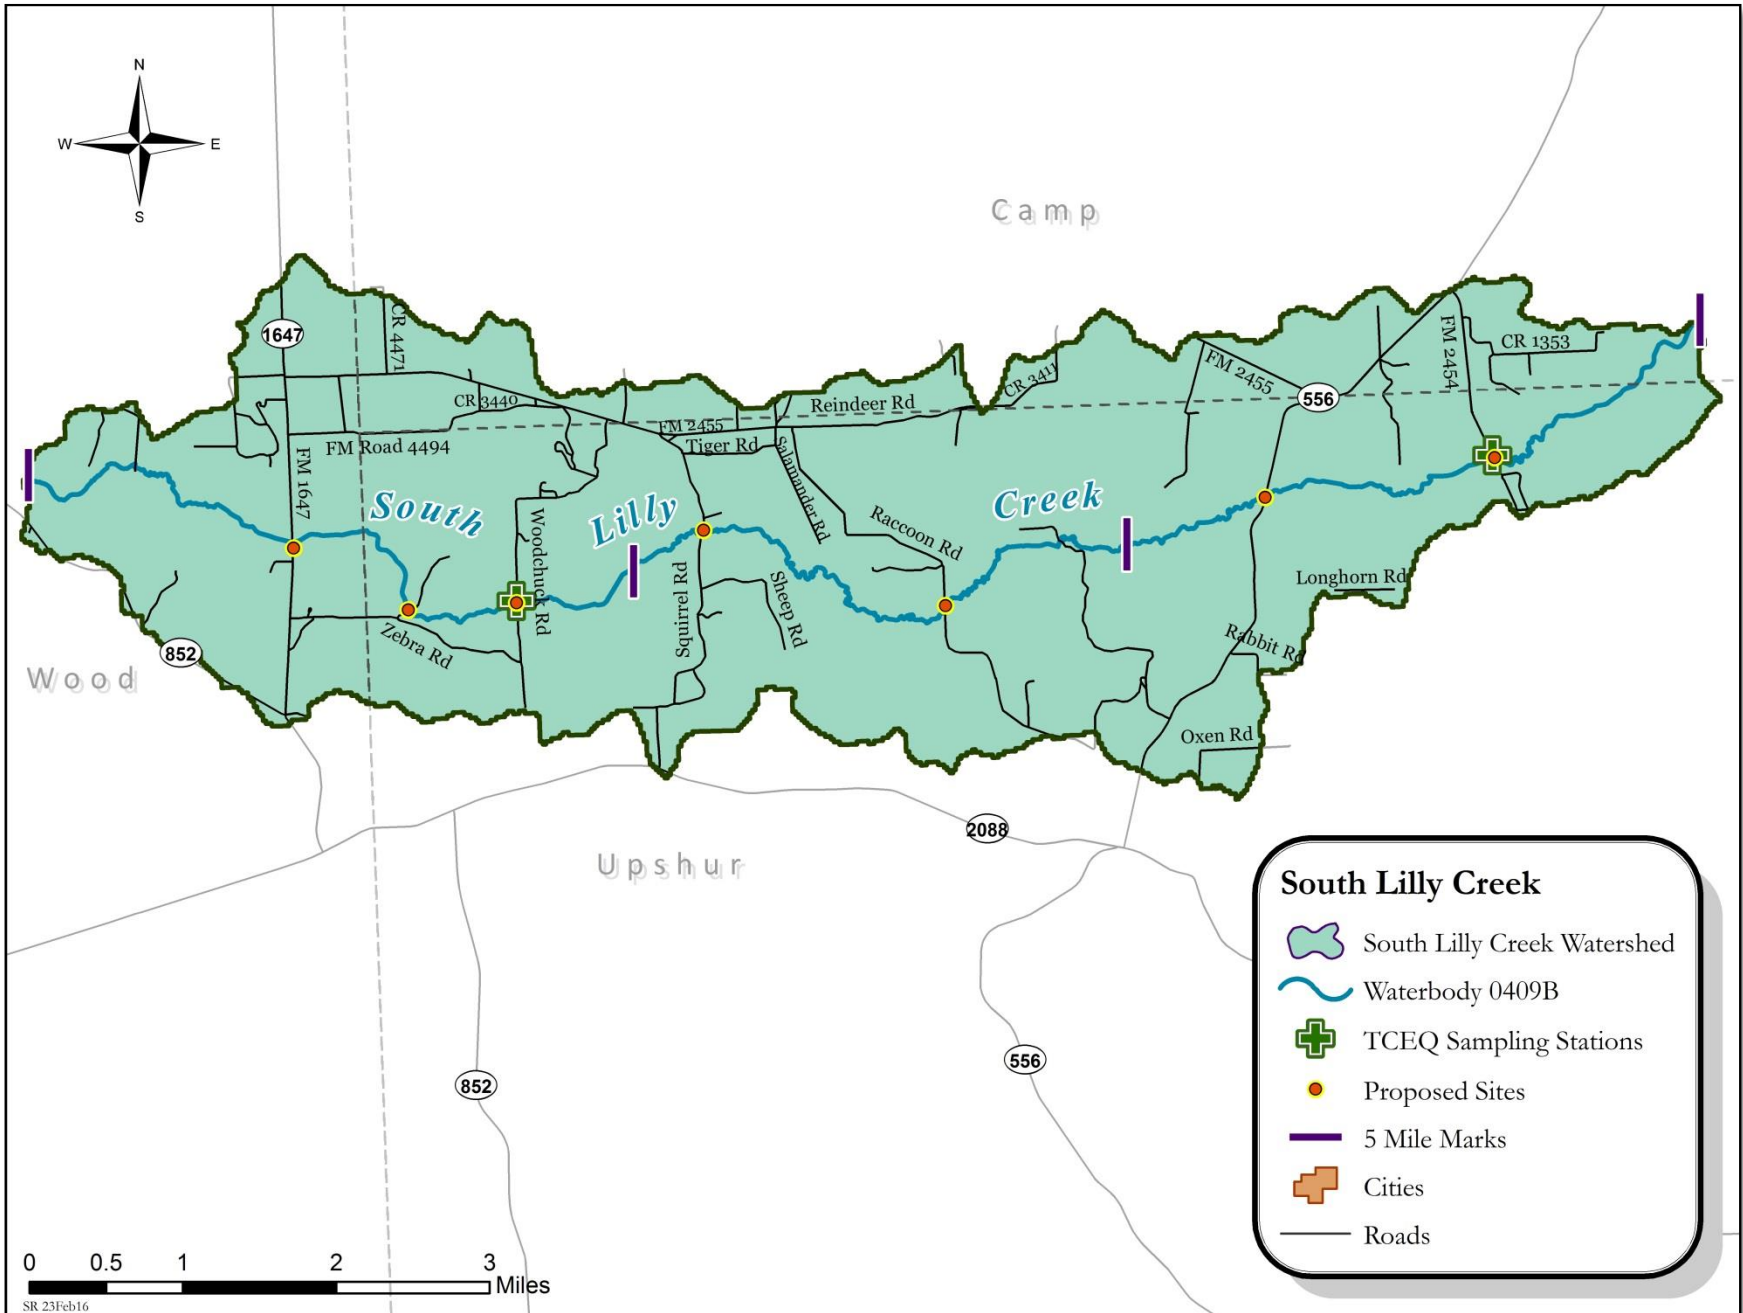 N
W
E
S
Camp
1647
CR 4471
FM 2454
CR 1353
FM 2455
CR 3411
556
CR 3440
Reindeer Rd
FM 2455
FM Road 4494
Tiger Rd
FM 1647
Salamander Rd
South Lilly Creek
Woodchuck Rd
Raccoon Rd
Squirrel Rd
Sheep Rd
Longhorn Rd
Zebra Rd
Rabbit Rd
852
Wood
Oxen Rd
2088
Upshur
556
852
South Lilly Creek
South Lilly Creek Watershed
Waterbody 0409B
TCEQ Sampling Stations
Proposed Sites
5 Mile Marks
Cities
Roads
0 0.5 1 2 3
Miles
SR 23Feb16